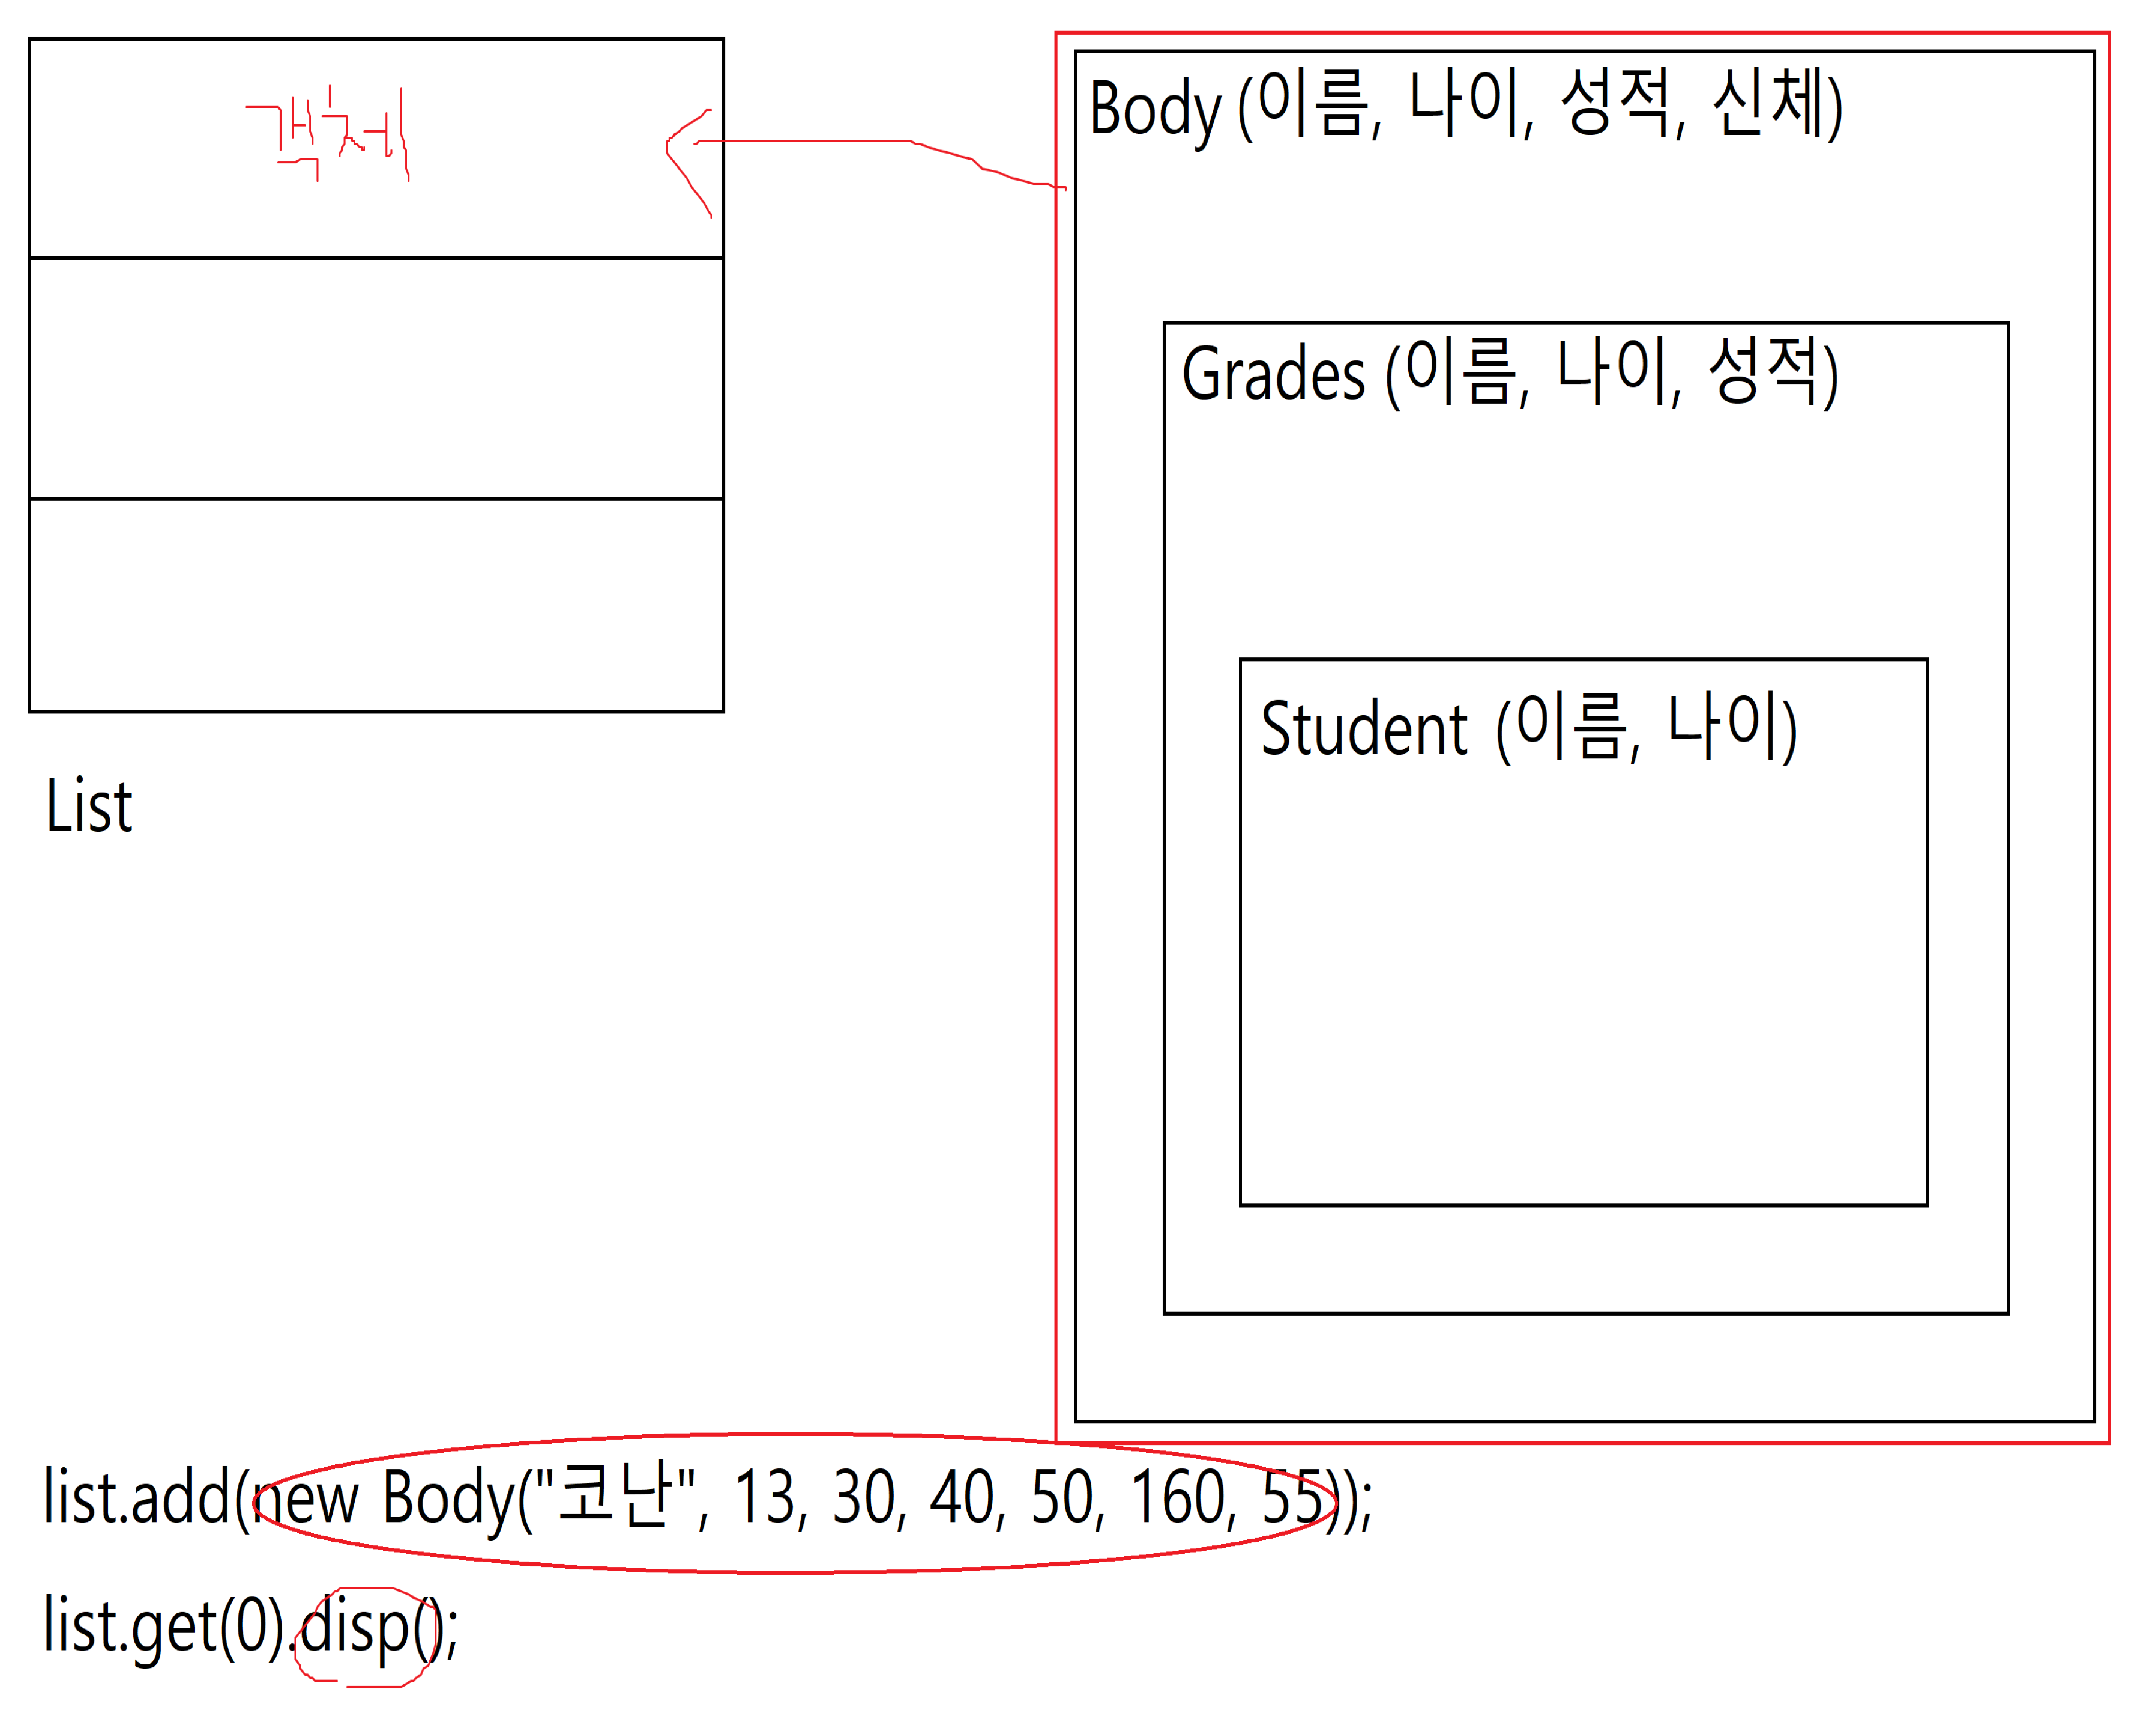 Body (이름, 나이, 성적, 신체)
Grades (이름, 나이, 성적)
Student (이름, 나이)
List
list.add(new Body("코난", 13, 30, 40, 50, 160, 55));
list.get(0).disp();